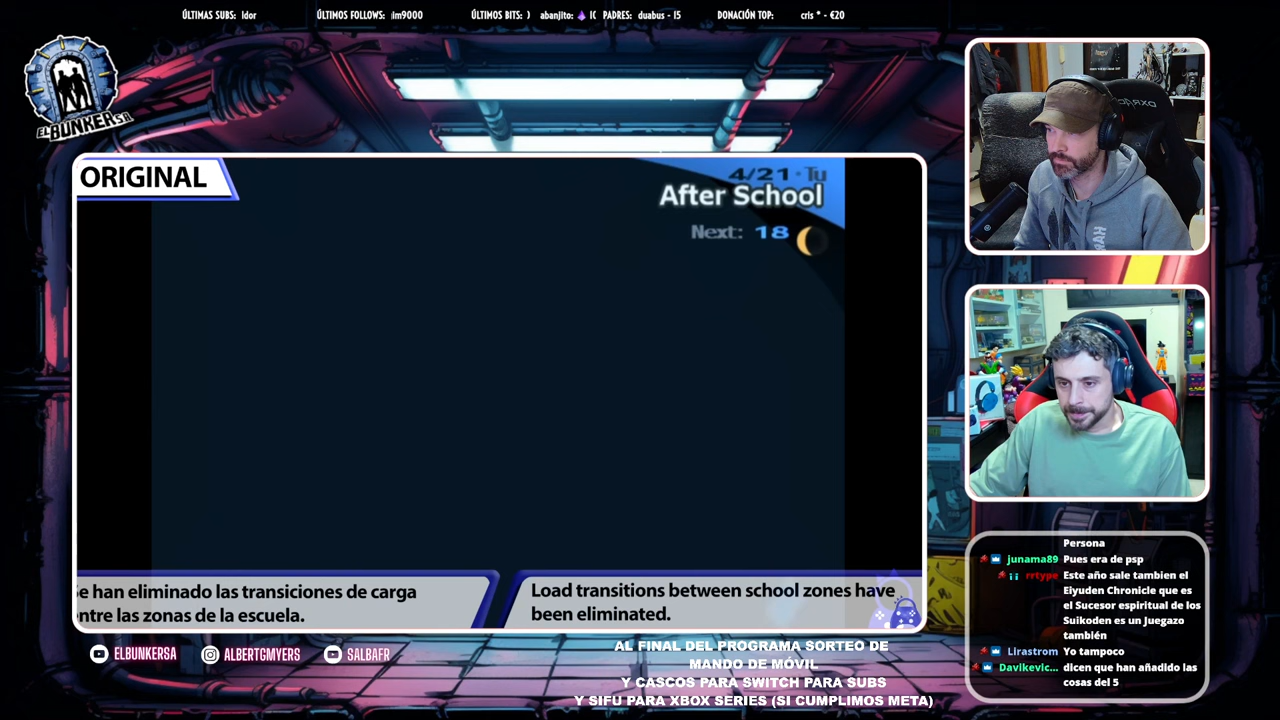 ÚLTIMAS SUBS: ldor
ÚLTIMOS FOLLOWS: im9000
ÚLTIMOS BITS: ) abanjito: PADRES: duabus - 15
DONACIÓN TOP: cris * - €20
EL BUNKER S.A.
ORIGINAL
4/21 · Tu
After School
Next: 18
Se han eliminado las transiciones de carga
entre las zonas de la escuela.
Load transitions between school zones have
been eliminated.
ELBUNKERSA
ALBERTGMYERS
SALBAFR
AL FINAL DEL PROGRAMA SORTEO DE
MANDO DE MÓVIL
Y CASCOS PARA SWITCH PARA SUBS
Y SIFU PARA XBOX SERIES (SI CUMPLIMOS META)
Persona
junama89 Pues era de psp
rrtype Este año sale tambien el
Eiyuden Chronicle que es
el Sucesor espiritual de los
Suikoden es un Juegazo
también
Lirastrom Yo tampoco
Davikevic... dicen que han añadido las
cosas del 5